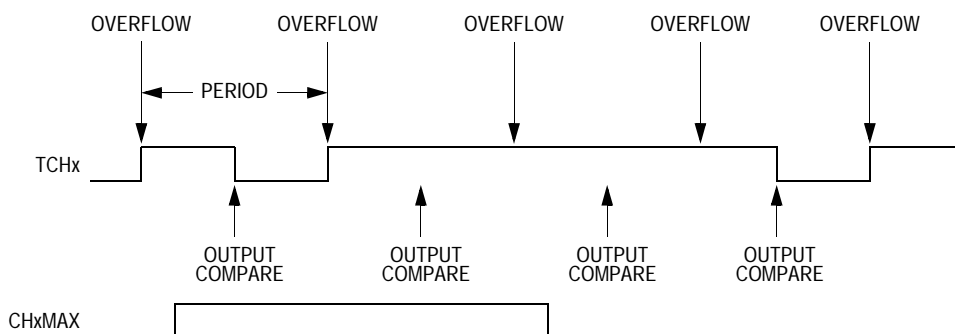 OVERFLOW OVERFLOW OVERFLOW OVERFLOW OVERFLOW
PERIOD
TCHx
OUTPUT COMPARE
OUTPUT COMPARE
OUTPUT COMPARE
OUTPUT COMPARE
CHxMAX